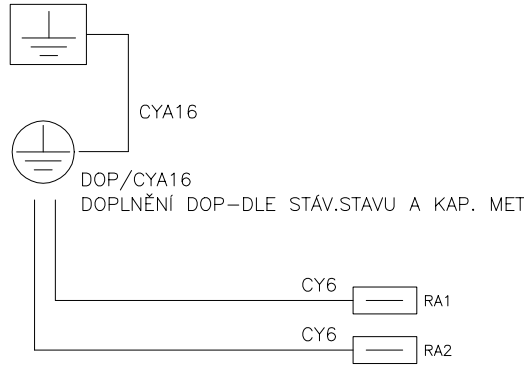 CYA16
DOP/CYA16
DOPLNĚNÍ DOP-DLE STÁV.STAVU A KAP. MET
CY6
RA1
CY6
RA2